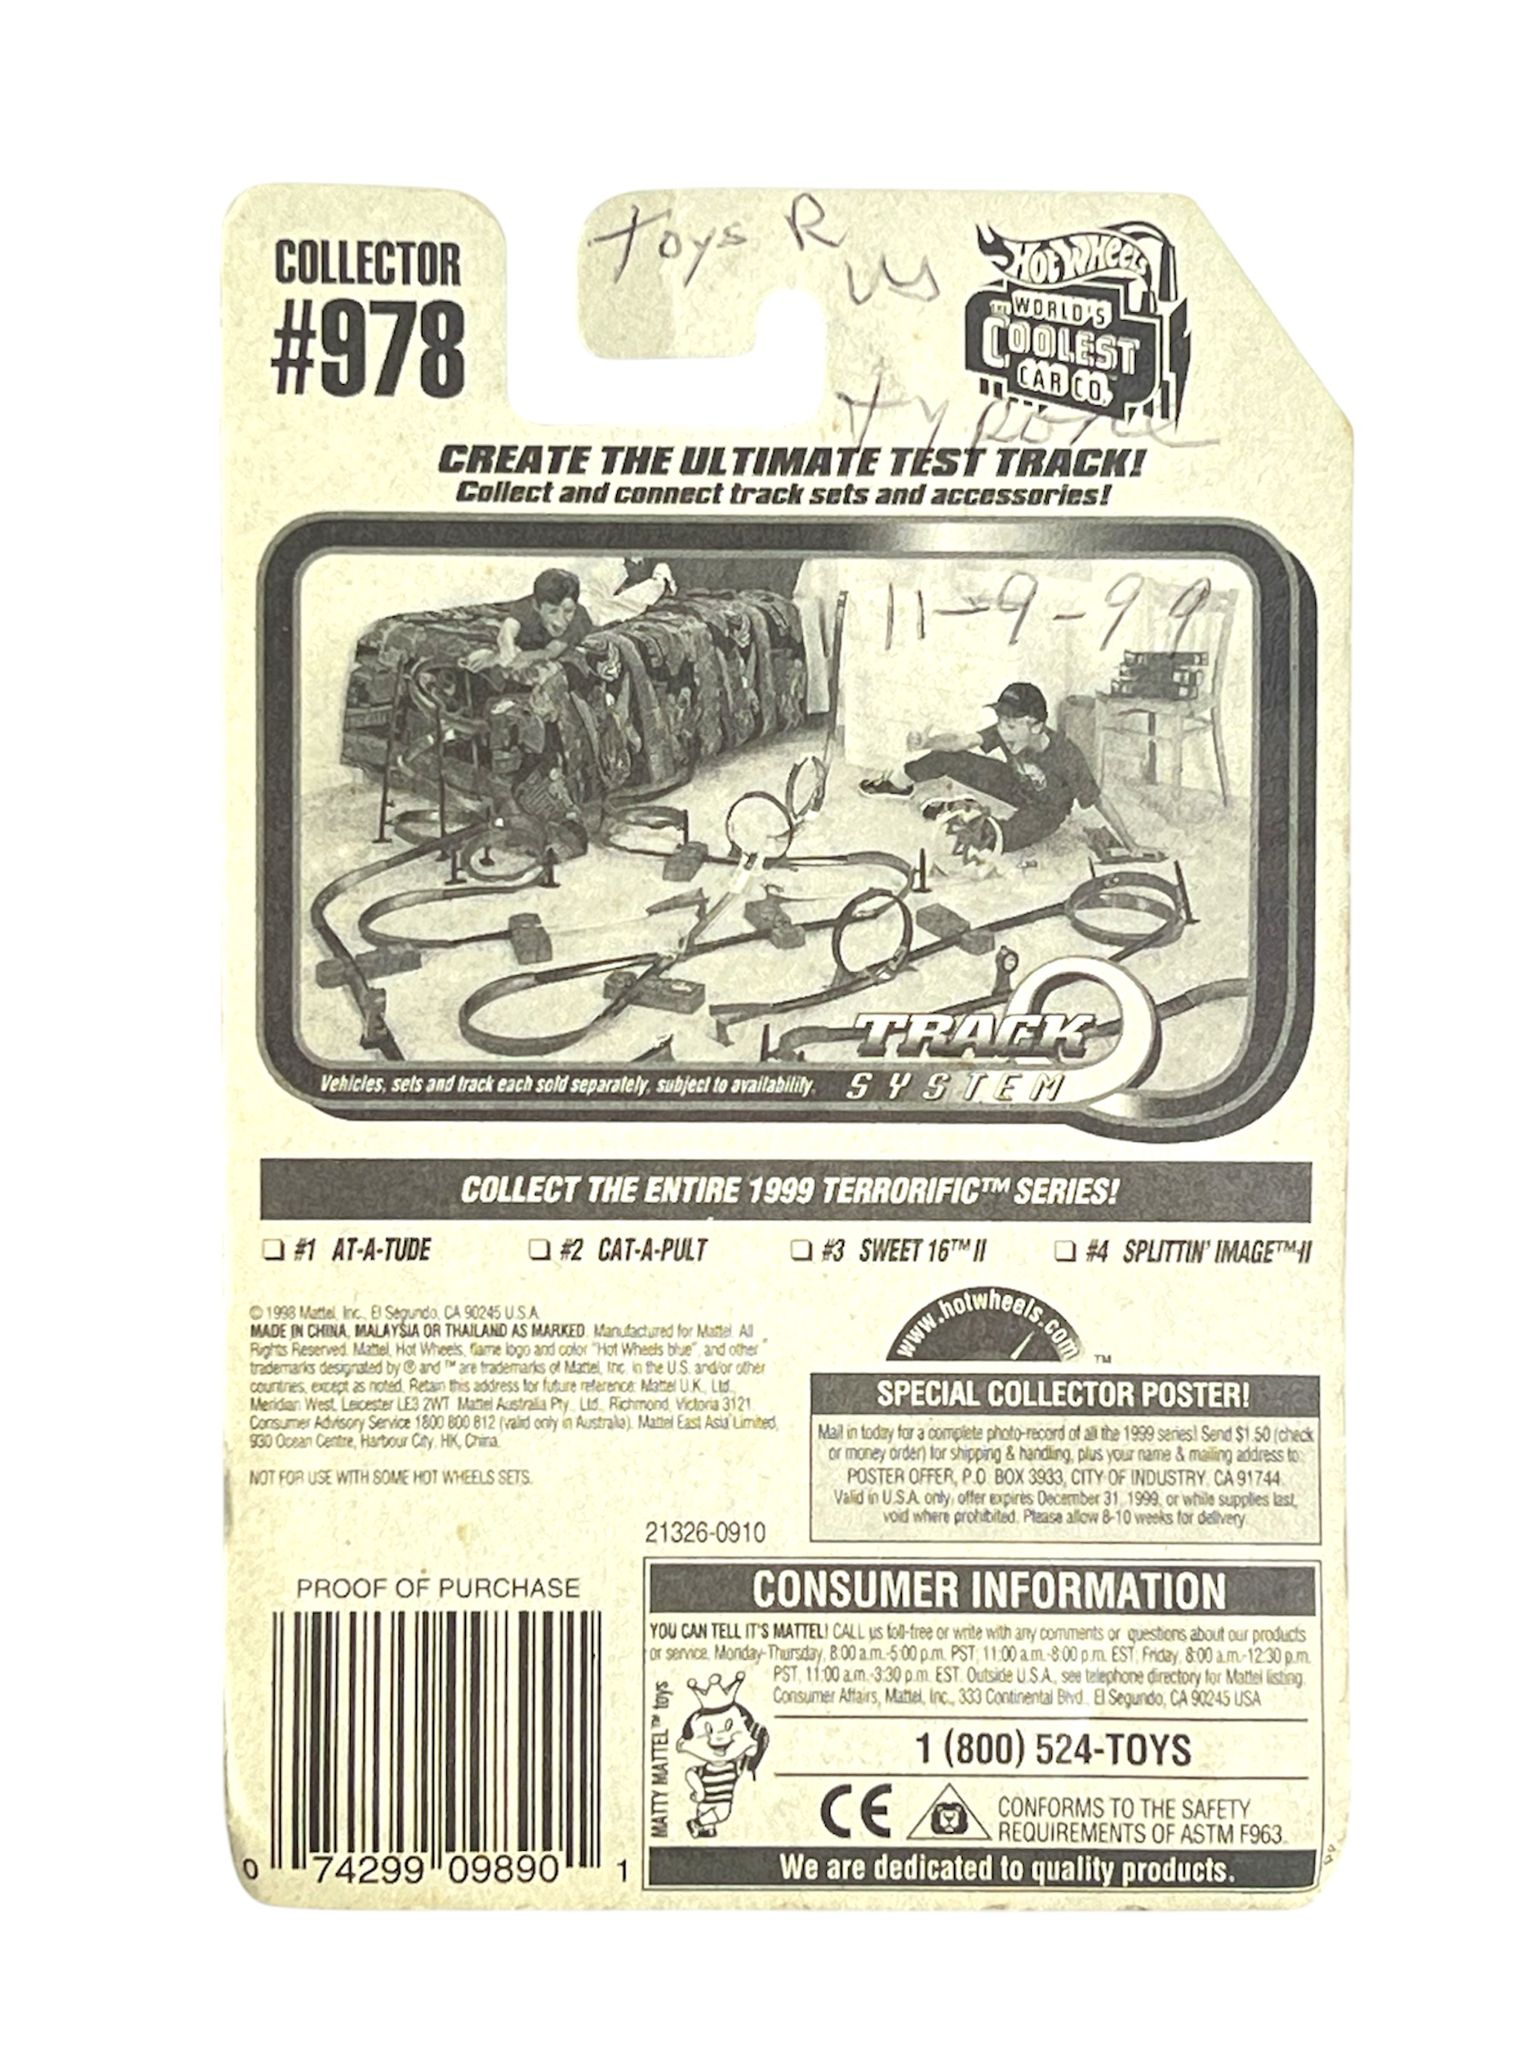 COLLECTOR
#978
Toys R
us
HOT WHEELS
THE WORLD'S
COOLEST
CAR CO.™
Tyrone
CREATE THE ULTIMATE TEST TRACK!
Collect and connect track sets and accessories!
11-9-99
TRACK
SYSTEM
Vehicles, sets and track each sold separately, subject to availability.
COLLECT THE ENTIRE 1999 TERRORIFIC™ SERIES!
#1 AT-A-TUDE
#2 CAT-A-PULT
#3 SWEET 16™ II
#4 SPLITTIN' IMAGE™ II
© 1998 Mattel, Inc., El Segundo, CA 90245 U.S.A.
MADE IN CHINA, MALAYSIA OR THAILAND AS MARKED. Manufactured for Mattel. All
Rights Reserved. Mattel, Hot Wheels, flame logo and color "Hot Wheels blue", and other
trademarks designated by ® and ™ are trademarks of Mattel, Inc. in the U.S. and/or other
countries, except as noted. Retain this address for future reference: Mattel U.K., Ltd.,
Meridian West, Leicester LE3 2WT. Mattel Australia Pty., Ltd., Richmond, Victoria 3121.
Consumer Advisory Service 1800 800 812 (valid only in Australia). Mattel East Asia Limited,
930 Ocean Centre, Harbour City, HK, China.
NOT FOR USE WITH SOME HOT WHEELS SETS.
www.hotwheels.com
™
SPECIAL COLLECTOR POSTER!
Mail in today for a complete photo-record of all the 1999 series! Send $1.50 (check
or money order) for shipping & handling, plus your name & mailing address to:
POSTER OFFER, P.O. BOX 3933, CITY OF INDUSTRY, CA 91744.
Valid in U.S.A. only, offer expires December 31, 1999, or while supplies last,
void where prohibited. Please allow 8-10 weeks for delivery.
21326-0910
PROOF OF PURCHASE
0 74299 09890 1
CONSUMER INFORMATION
YOU CAN TELL IT'S MATTEL! CALL us toll-free or write with any comments or questions about our products
or service, Monday-Thursday, 8:00 a.m.-5:00 p.m. PST, 11:00 a.m.-8:00 p.m. EST; Friday, 8:00 a.m.-12:30 p.m.
PST, 11:00 a.m.-3:30 p.m. EST. Outside U.S.A., see telephone directory for Mattel listing.
Consumer Affairs, Mattel, Inc., 333 Continental Blvd., El Segundo, CA 90245 USA
MATTY MATTEL™ toys
1 (800) 524-TOYS
CE
CONFORMS TO THE SAFETY
REQUIREMENTS OF ASTM F963.
We are dedicated to quality products.